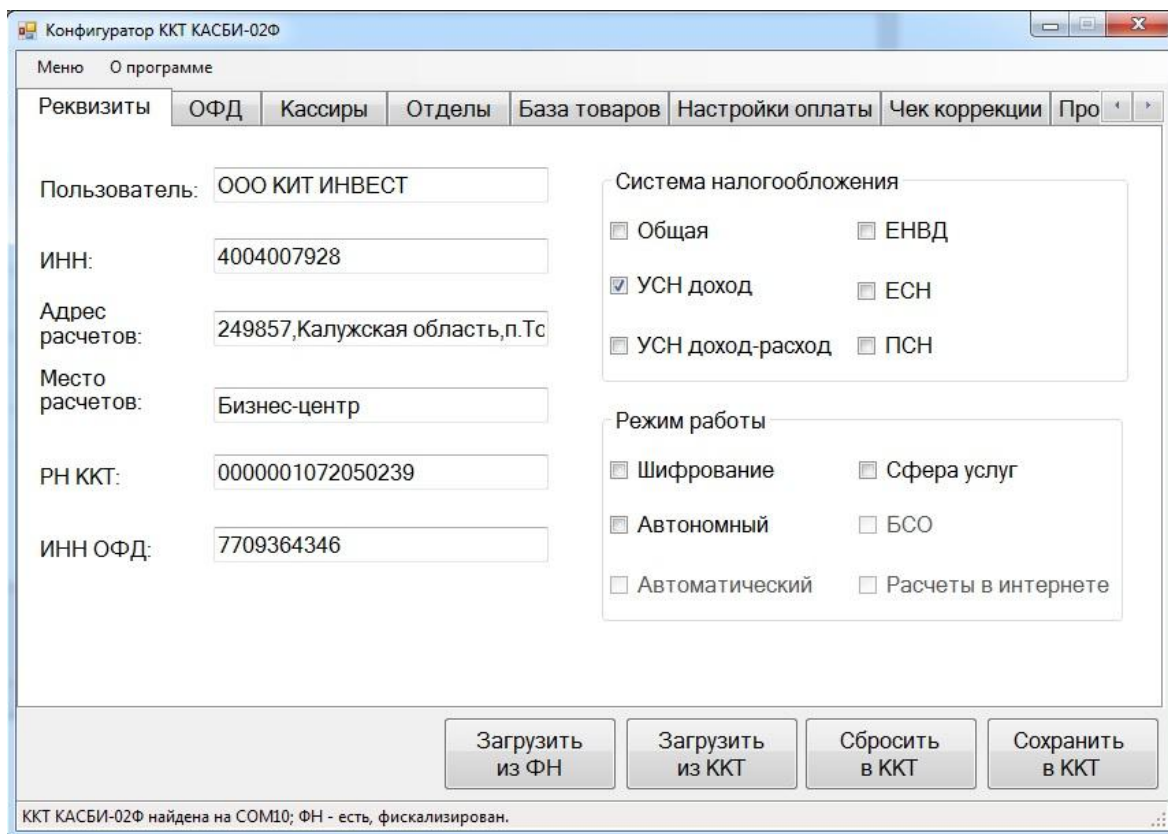 Конфигуратор ККТ КАСБИ-02Ф
Меню О программе
Реквизиты ОФД Кассиры Отделы База товаров Настройки оплаты Чек коррекции Про
Пользователь: ООО КИТ ИНВЕСТ
ИНН: 4004007928
Адрес
расчетов: 249857,Калужская область,п.То
Место
расчетов: Бизнес-центр
РН ККТ: 0000001072050239
ИНН ОФД: 7709364346
Система налогообложения
Общая ЕНВД
УСН доход ЕСН
УСН доход-расход ПСН
Режим работы
Шифрование Сфера услуг
Автономный БСО
Автоматический Расчеты в интернете
Загрузить
из ФН
Загрузить
из ККТ
Сбросить
в ККТ
Сохранить
в ККТ
ККТ КАСБИ-02Ф найдена на COM10; ФН - есть, фискализирован.